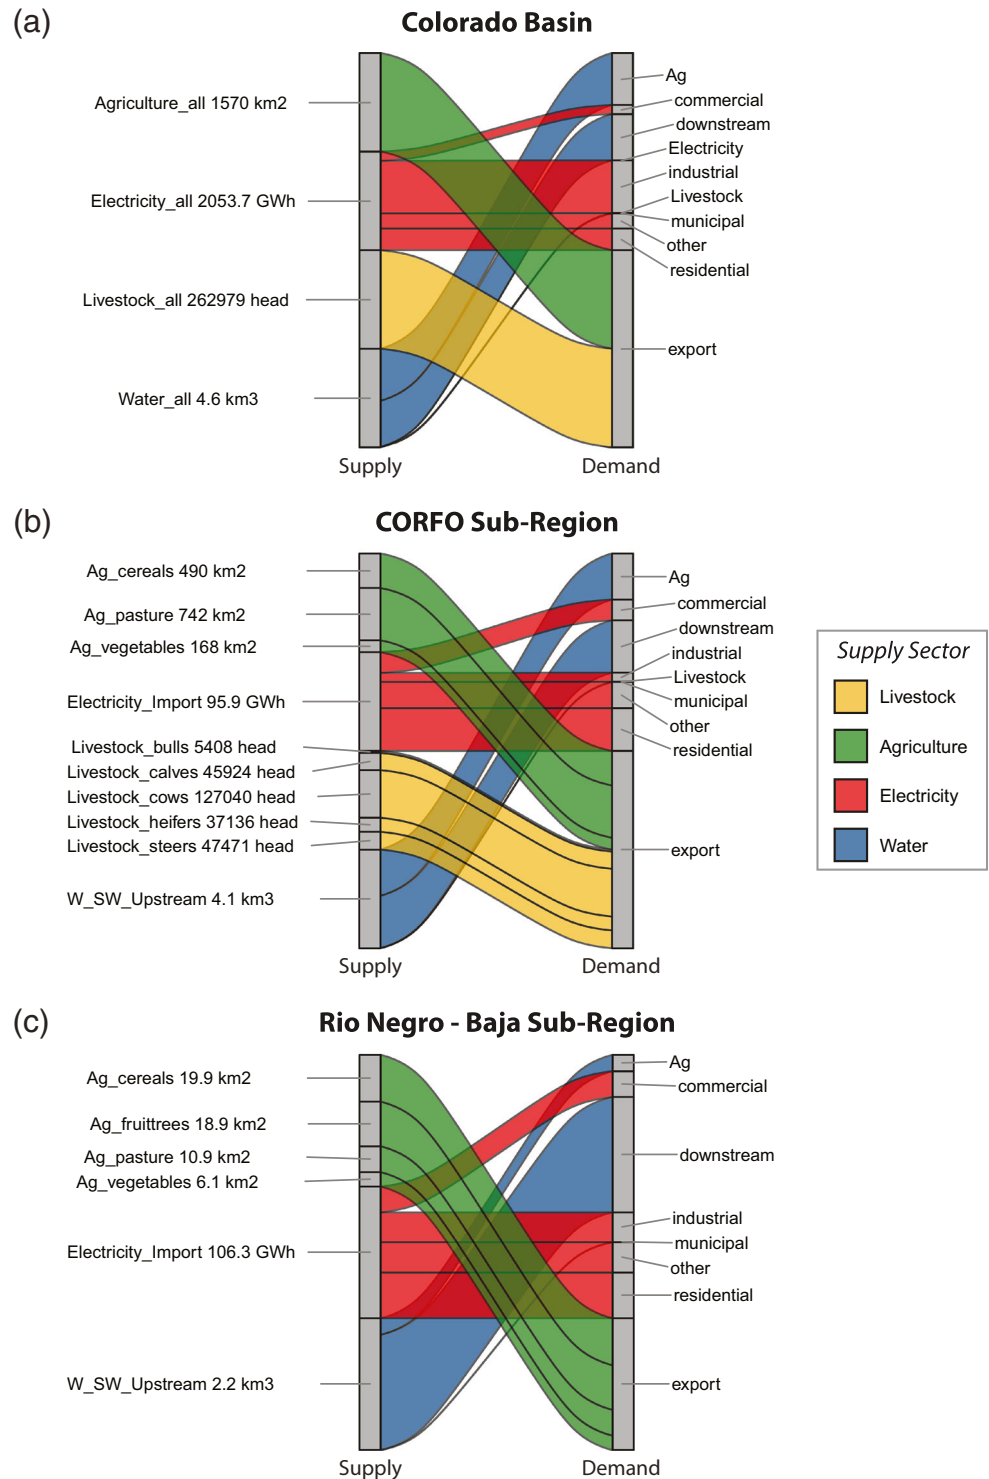 (a)
Colorado Basin
Agriculture_all 1570 km2
Electricity_all 2053.7 GWh
Livestock_all 262979 head
Water_all 4.6 km3
Ag
commercial
downstream
Electricity
industrial
Livestock
municipal
other
residential
export
Supply
Demand
(b)
CORFO Sub-Region
Ag_cereals 490 km2
Ag_pasture 742 km2
Ag_vegetables 168 km2
Electricity_Import 95.9 GWh
Livestock_bulls 5408 head
Livestock_calves 45924 head
Livestock_cows 127040 head
Livestock_heifers 37136 head
Livestock_steers 47471 head
W_SW_Upstream 4.1 km3
Ag
commercial
downstream
industrial
Livestock
municipal
other
residential
export
Supply
Demand
Supply Sector
Livestock
Agriculture
Electricity
Water
(c)
Rio Negro - Baja Sub-Region
Ag_cereals 19.9 km2
Ag_fruittrees 18.9 km2
Ag_pasture 10.9 km2
Ag_vegetables 6.1 km2
Electricity_Import 106.3 GWh
W_SW_Upstream 2.2 km3
Ag
commercial
downstream
industrial
municipal
other
residential
export
Supply
Demand